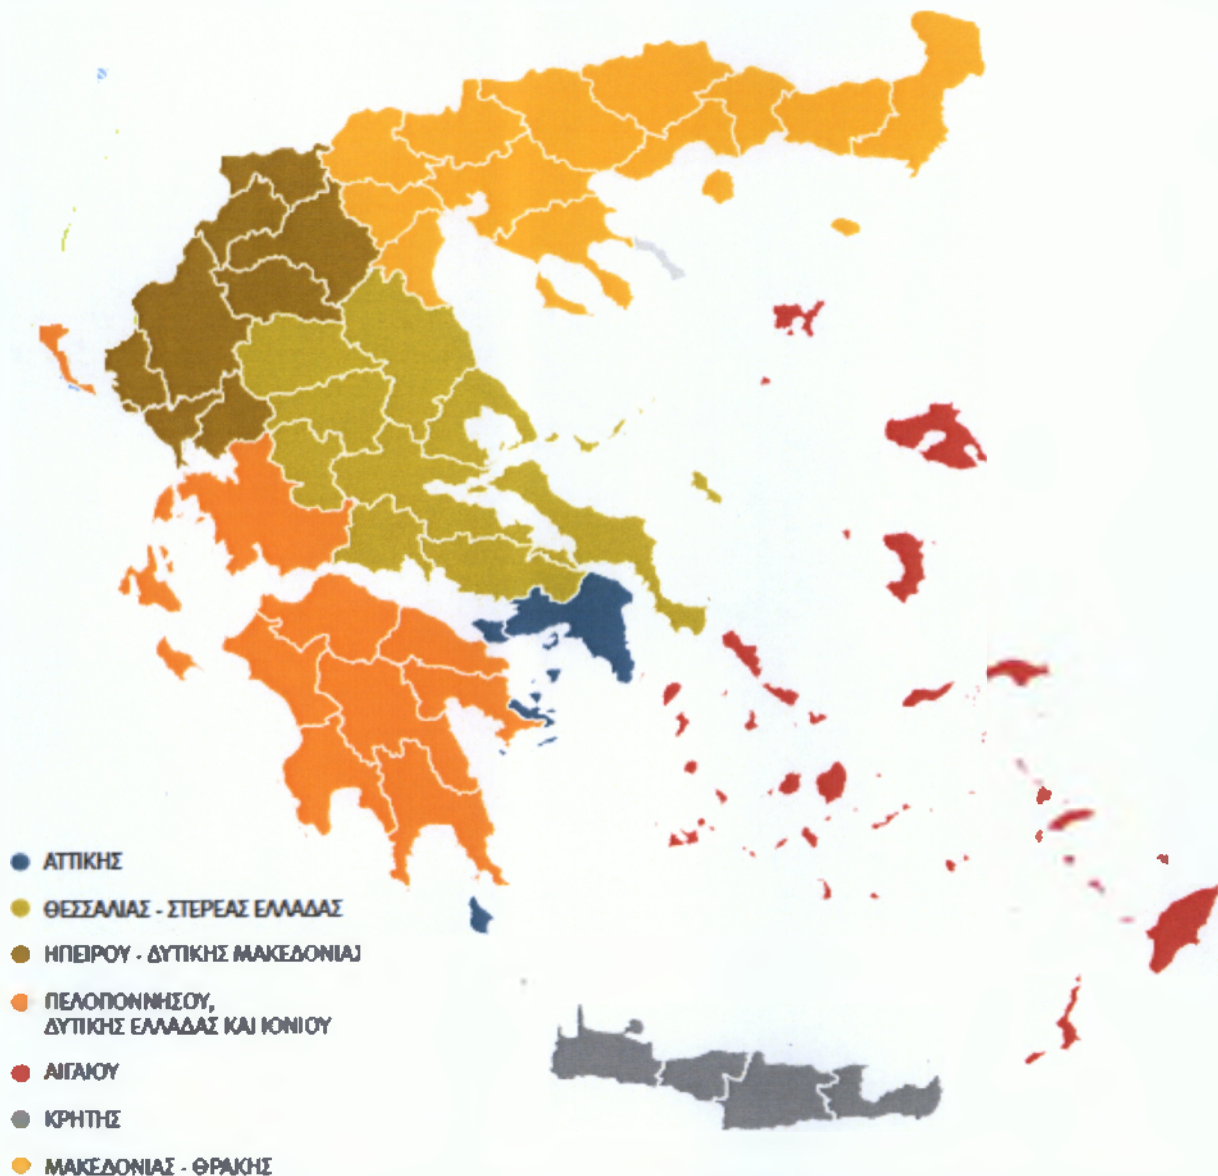 ΑΤΤΙΚΗΣ
ΘΕΣΣΑΛΙΑΣ - ΣΤΕΡΕΑΣ ΕΛΛΑΔΑΣ
ΗΠΕΙΡΟΥ - ΔΥΤΙΚΗΣ ΜΑΚΕΔΟΝΙΑΣ
ΠΕΛΟΠΟΝΝΗΣΟΥ,
ΔΥΤΙΚΗΣ ΕΛΛΑΔΑΣ ΚΑΙ ΙΟΝΙΟΥ
ΑΙΓΑΙΟΥ
ΚΡΗΤΗΣ
ΜΑΚΕΔΟΝΙΑΣ - ΘΡΑΚΗΣ